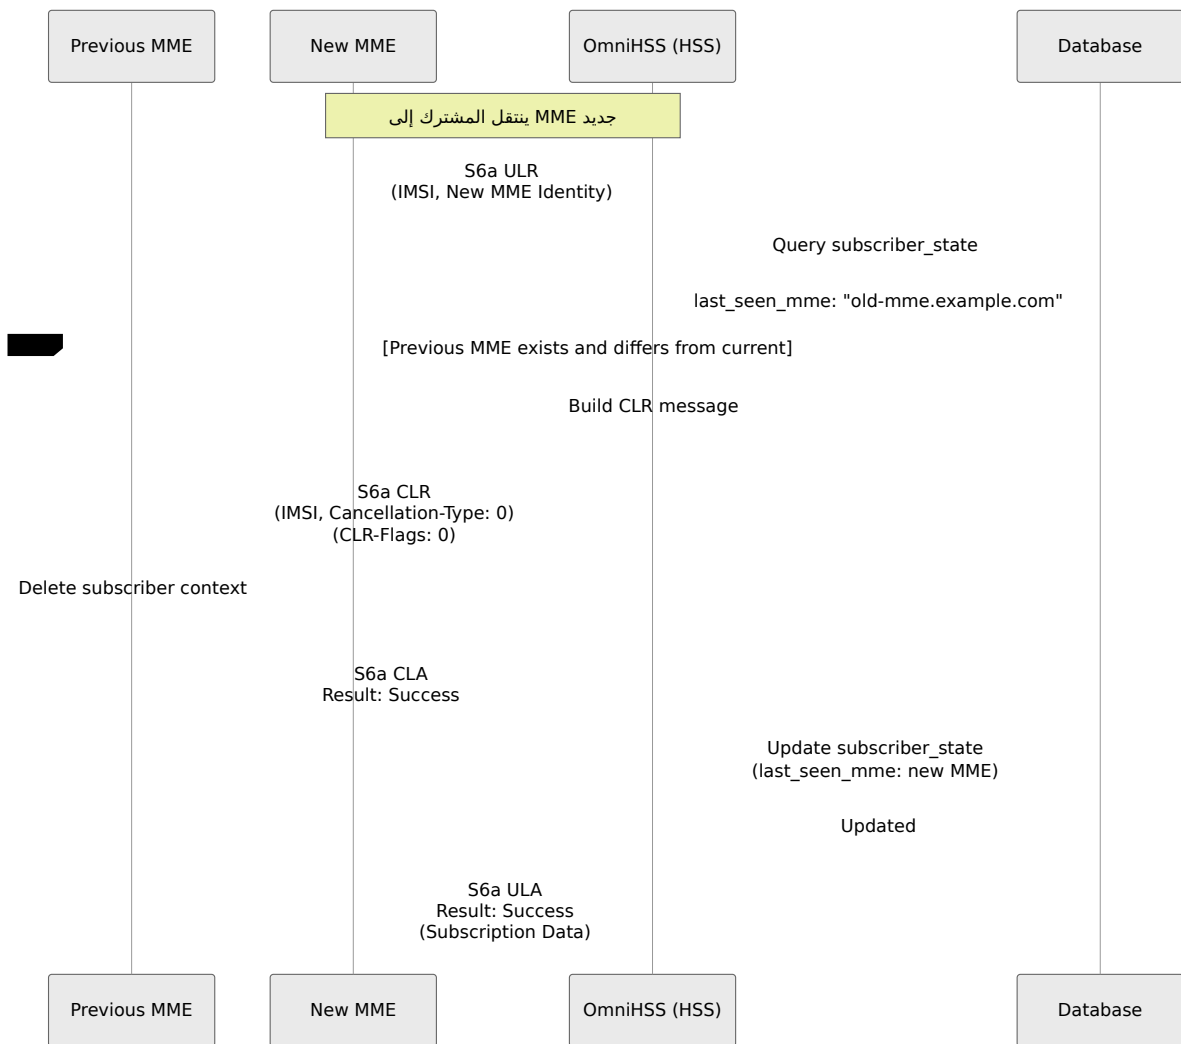 Previous MME
New MME
OmniHSS (HSS)
Database
جديد MME ينتقل المشترك إلى
S6a ULR
(IMSI, New MME Identity)
Query subscriber_state
last_seen_mme: "old-mme.example.com"
[Previous MME exists and differs from current]
Build CLR message
S6a CLR
(IMSI, Cancellation-Type: 0)
(CLR-Flags: 0)
Delete subscriber context
S6a CLA
Result: Success
Update subscriber_state
(last_seen_mme: new MME)
Updated
S6a ULA
Result: Success
(Subscription Data)
Previous MME
New MME
OmniHSS (HSS)
Database